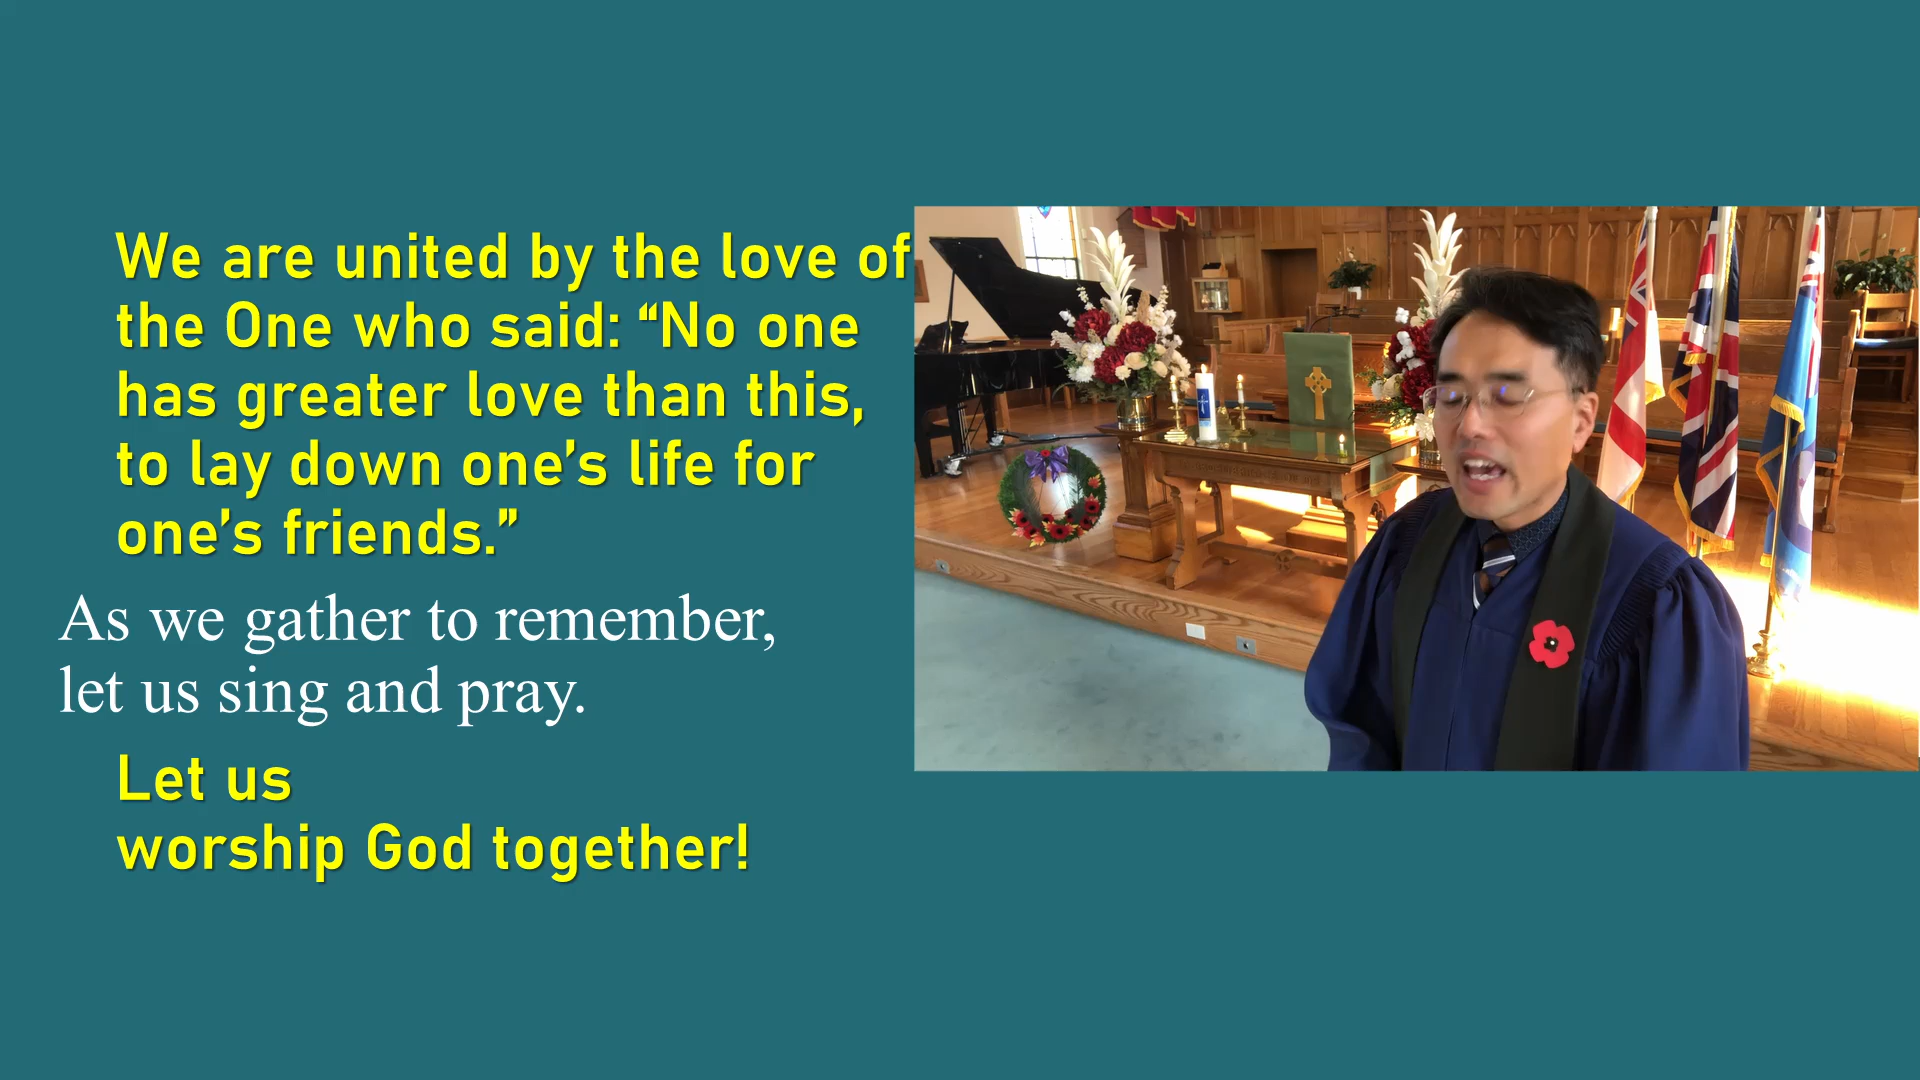 We are united by the love of
the One who said: “No one
has greater love than this,
to lay down one’s life for
one’s friends.”
As we gather to remember,
let us sing and pray.
Let us
worship God together!